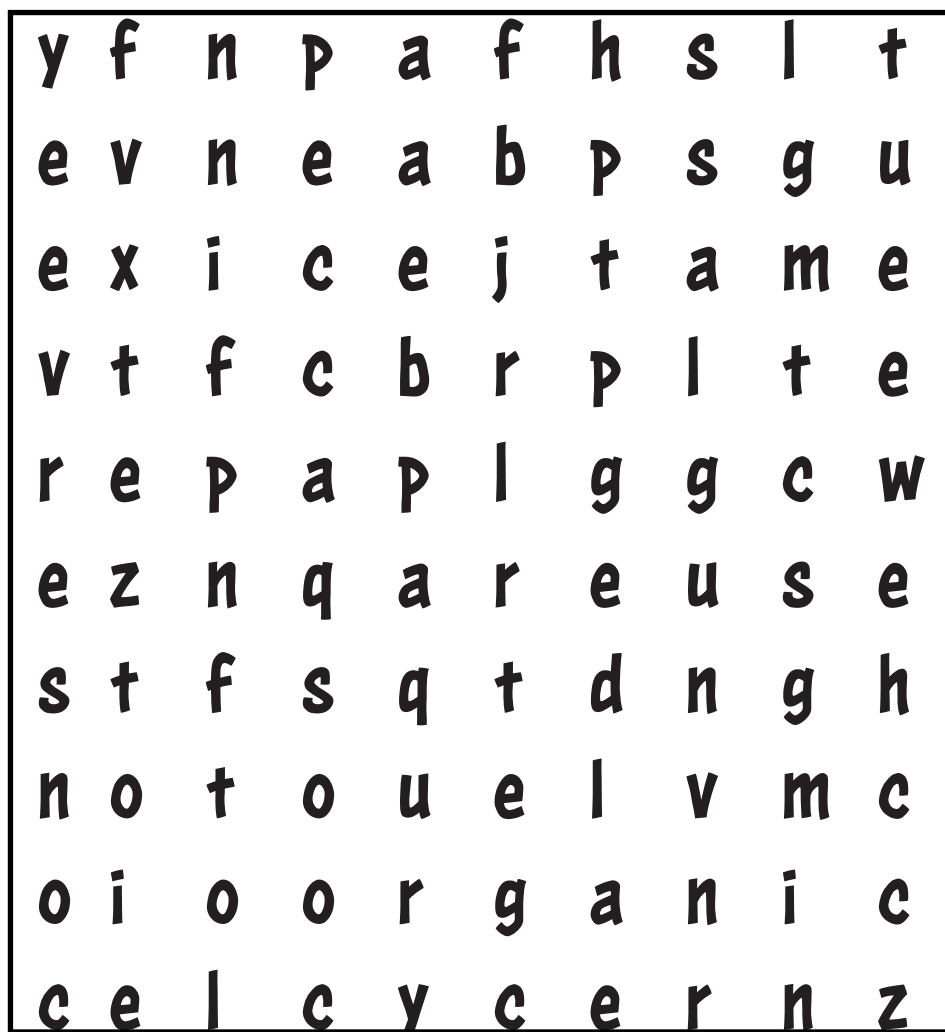 y f n p a f h s l t
e v n e a b p s g u
e x i c e j t a m e
v t f c b r p l t e
r e p a p l g g c w
e z n q a r e u s e
s t f s q t d n g h
n o t o u e l v m c
o i o o r g a n i c
c e l c y c e r n z